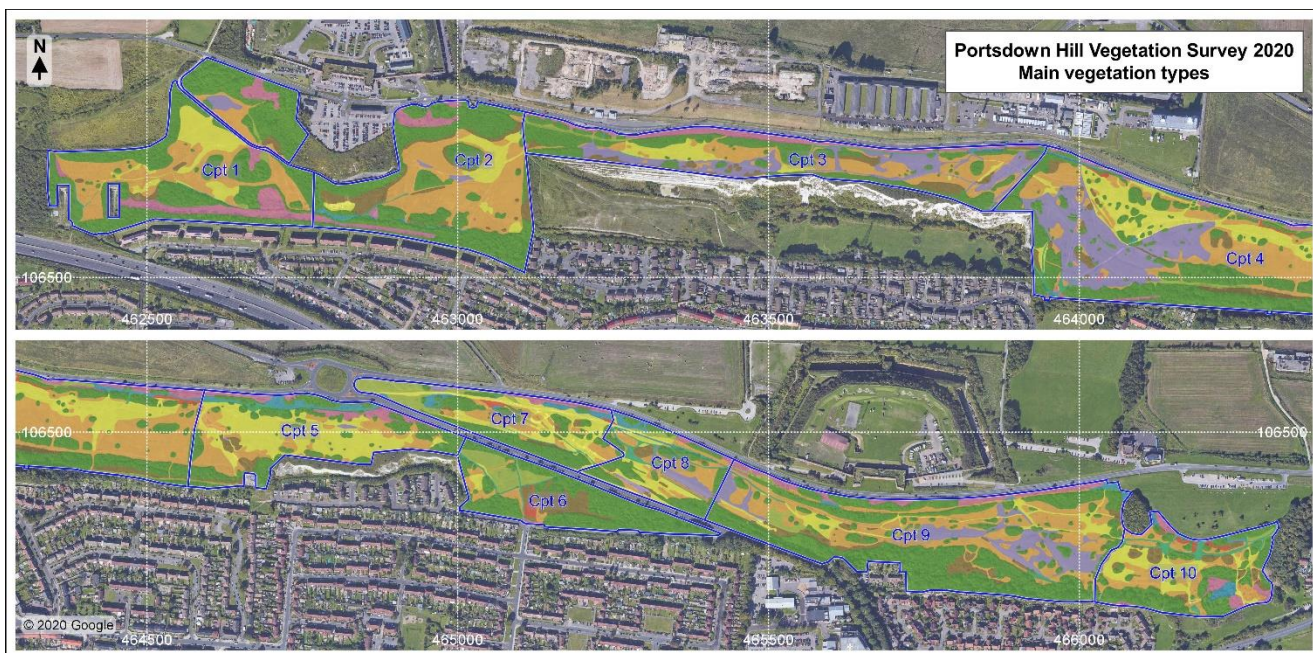 N
Portsdown Hill Vegetation Survey 2020
Main vegetation types
Cpt 1
Cpt 2
Cpt 3
Cpt 4
106500
462500
463000
463500
464000
106500
106500
Cpt 5
Cpt 7
Cpt 8
Cpt 6
Cpt 9
Cpt 10
© 2020 Google
464500
465000
465500
466000